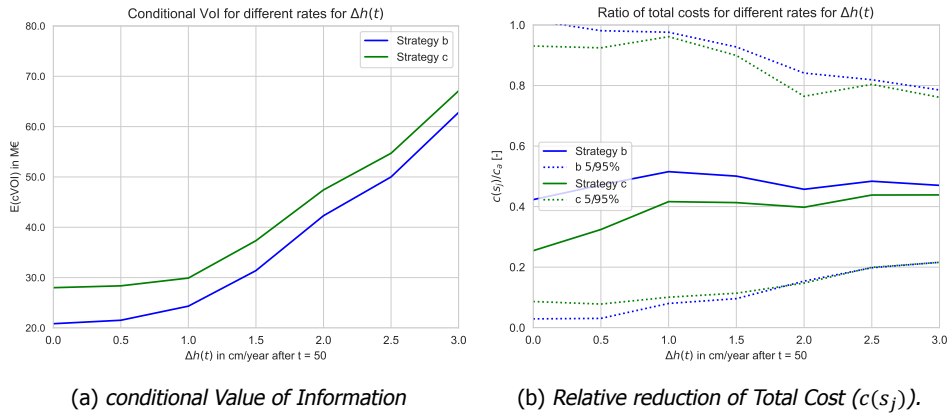 Conditional VoI for different rates for Δh(t)
80.0
70.0
60.0
50.0
40.0
30.0
20.0
E(cVOI) in M€
Strategy b
Strategy c
0.0 0.5 1.0 1.5 2.0 2.5 3.0
Δh(t) in cm/year after t = 50
(a) conditional Value of Information
Ratio of total costs for different rates for Δh(t)
1.0
0.8
0.6
0.4
0.2
0.0
c(s_j)/c_a [-]
Strategy b
b 5/95%
Strategy c
c 5/95%
0.0 0.5 1.0 1.5 2.0 2.5 3.0
Δh(t) in cm/year after t = 50
(b) Relative reduction of Total Cost (c(s_j)).